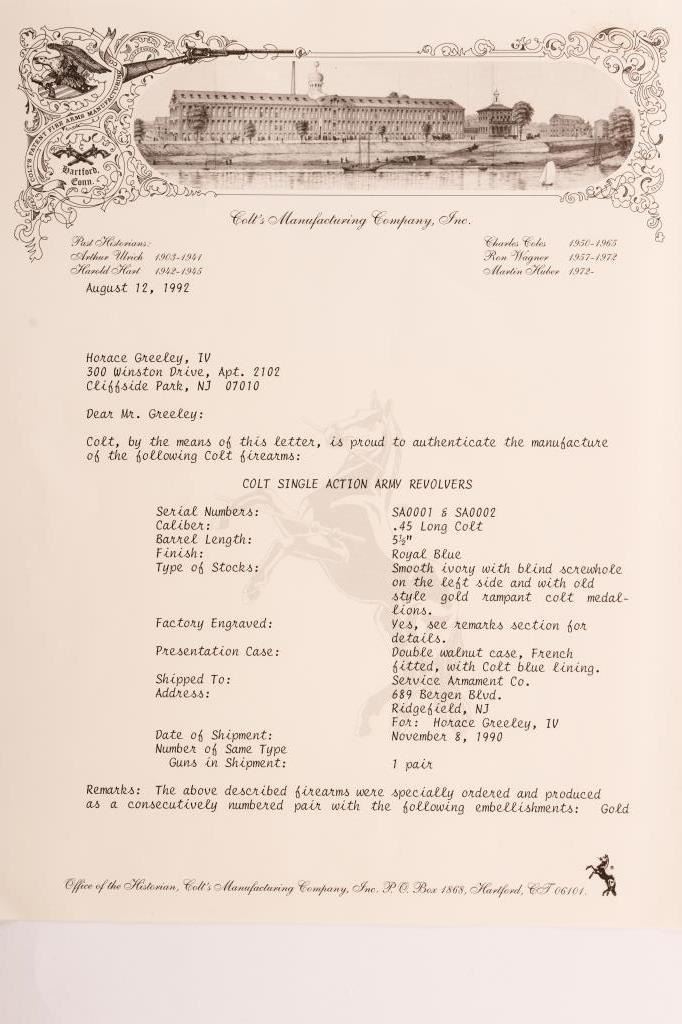 COLT'S PATENT FIRE ARMS MANUFACTURING
Hartford,
Conn.
Colt's Manufacturing Company, Inc.
Past Historians:
Arthur Ulrich 1903-1941
Harold Hart 1942-1945
Charles Coles 1950-1965
Ron Wagner 1957-1972
Martin Huber 1972-
August 12, 1992
Horace Greeley, IV
300 Winston Drive, Apt. 2102
Cliffside Park, NJ 07010
Dear Mr. Greeley:
Colt, by the means of this letter, is proud to authenticate the manufacture
of the following Colt firearms:
COLT SINGLE ACTION ARMY REVOLVERS
Serial Numbers: SA0001 & SA0002
Caliber: .45 Long Colt
Barrel Length: 5½"
Finish: Royal Blue
Type of Stocks: Smooth ivory with blind screwhole
on the left side and with old
style gold rampant colt medal-
lions.
Factory Engraved: Yes, see remarks section for
details.
Presentation Case: Double walnut case, French
fitted, with Colt blue lining.
Shipped To: Service Armament Co.
Address: 689 Bergen Blvd.
Ridgefield, NJ
For: Horace Greeley, IV
Date of Shipment: November 8, 1990
Number of Same Type
Guns in Shipment: 1 pair
Remarks: The above described firearms were specially ordered and produced
as a consecutively numbered pair with the following embellishments: Gold
Office of the Historian, Colt's Manufacturing Company, Inc. P.O. Box 1868, Hartford, CT 06101.